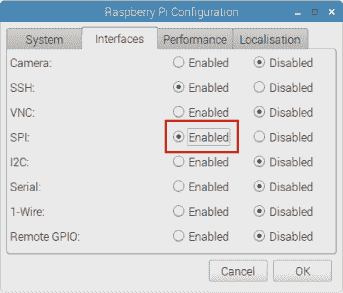 Raspberry Pi Configuration
System Interfaces Performance Localisation
Camera: Enabled Disabled
SSH: Enabled Disabled
VNC: Enabled Disabled
SPI: Enabled Disabled
I2C: Enabled Disabled
Serial: Enabled Disabled
1-Wire: Enabled Disabled
Remote GPIO: Enabled Disabled
Cancel OK